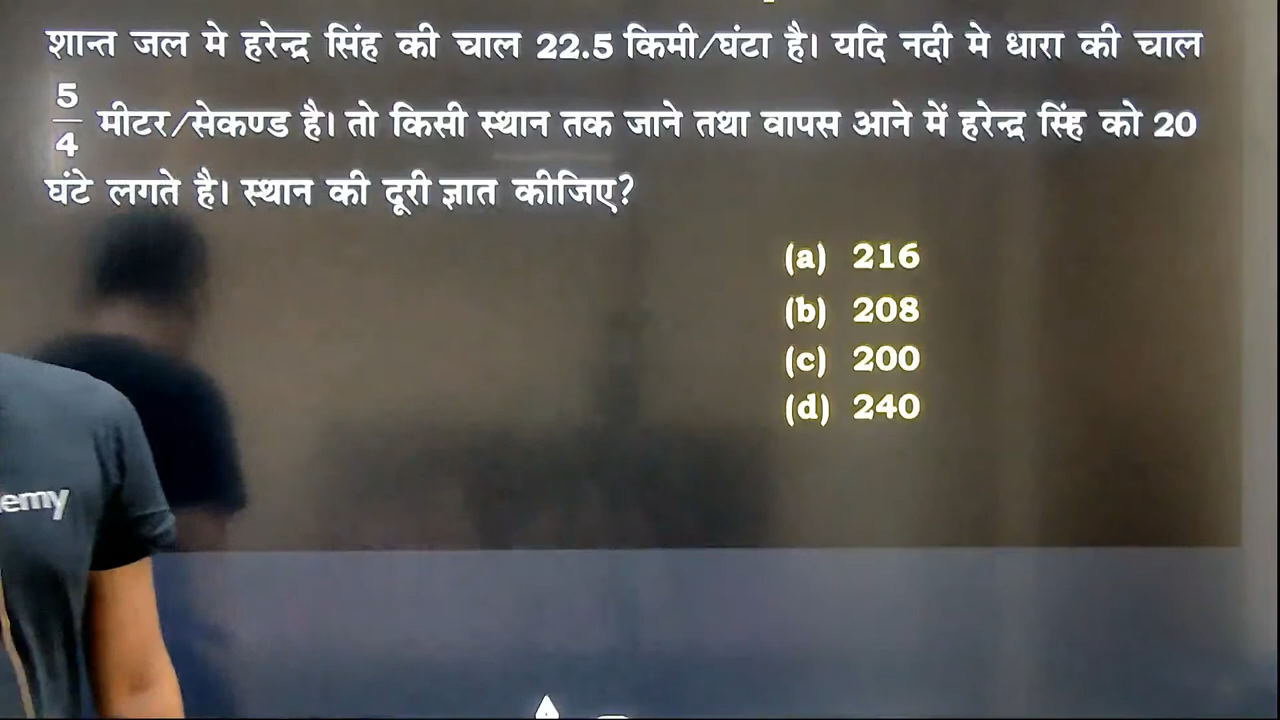 शान्त जल मे हरेन्द्र सिंह की चाल 22.5 किमी/घंटा है। यदि नदी मे धारा की चाल
5/4 मीटर/सेकण्ड है। तो किसी स्थान तक जाने तथा वापस आने में हरेन्द्र सिंह को 20
घंटे लगते है। स्थान की दूरी ज्ञात कीजिए?
(a) 216
(b) 208
(c) 200
(d) 240
emy